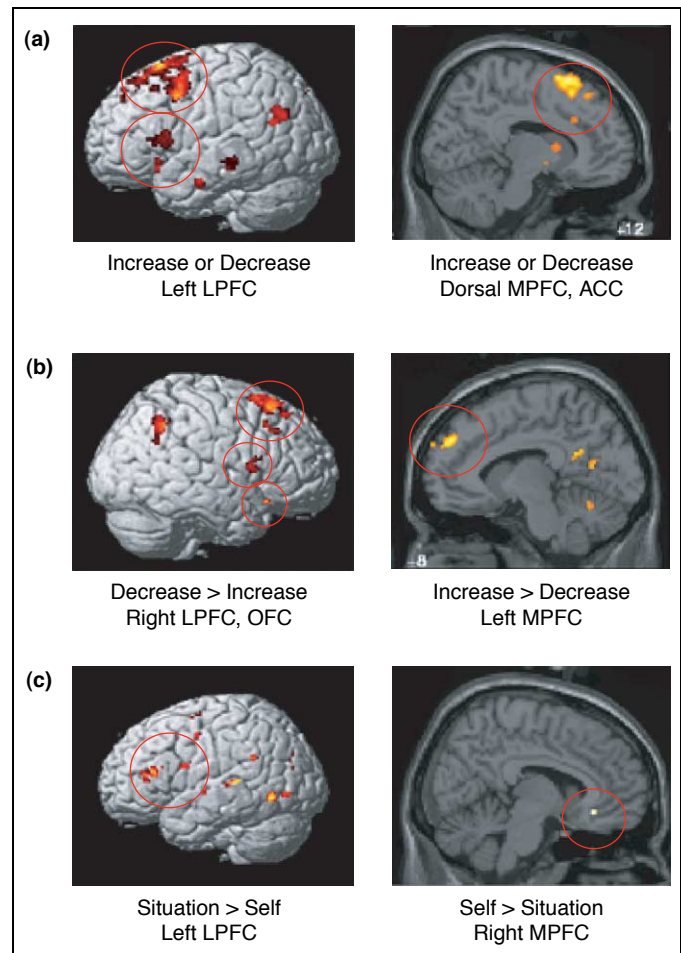 (a)
+12
Increase or Decrease
Left LPFC
Increase or Decrease
Dorsal MPFC, ACC
(b)
-8
Decrease > Increase
Right LPFC, OFC
Increase > Decrease
Left MPFC
(c)
Situation > Self
Left LPFC
Self > Situation
Right MPFC